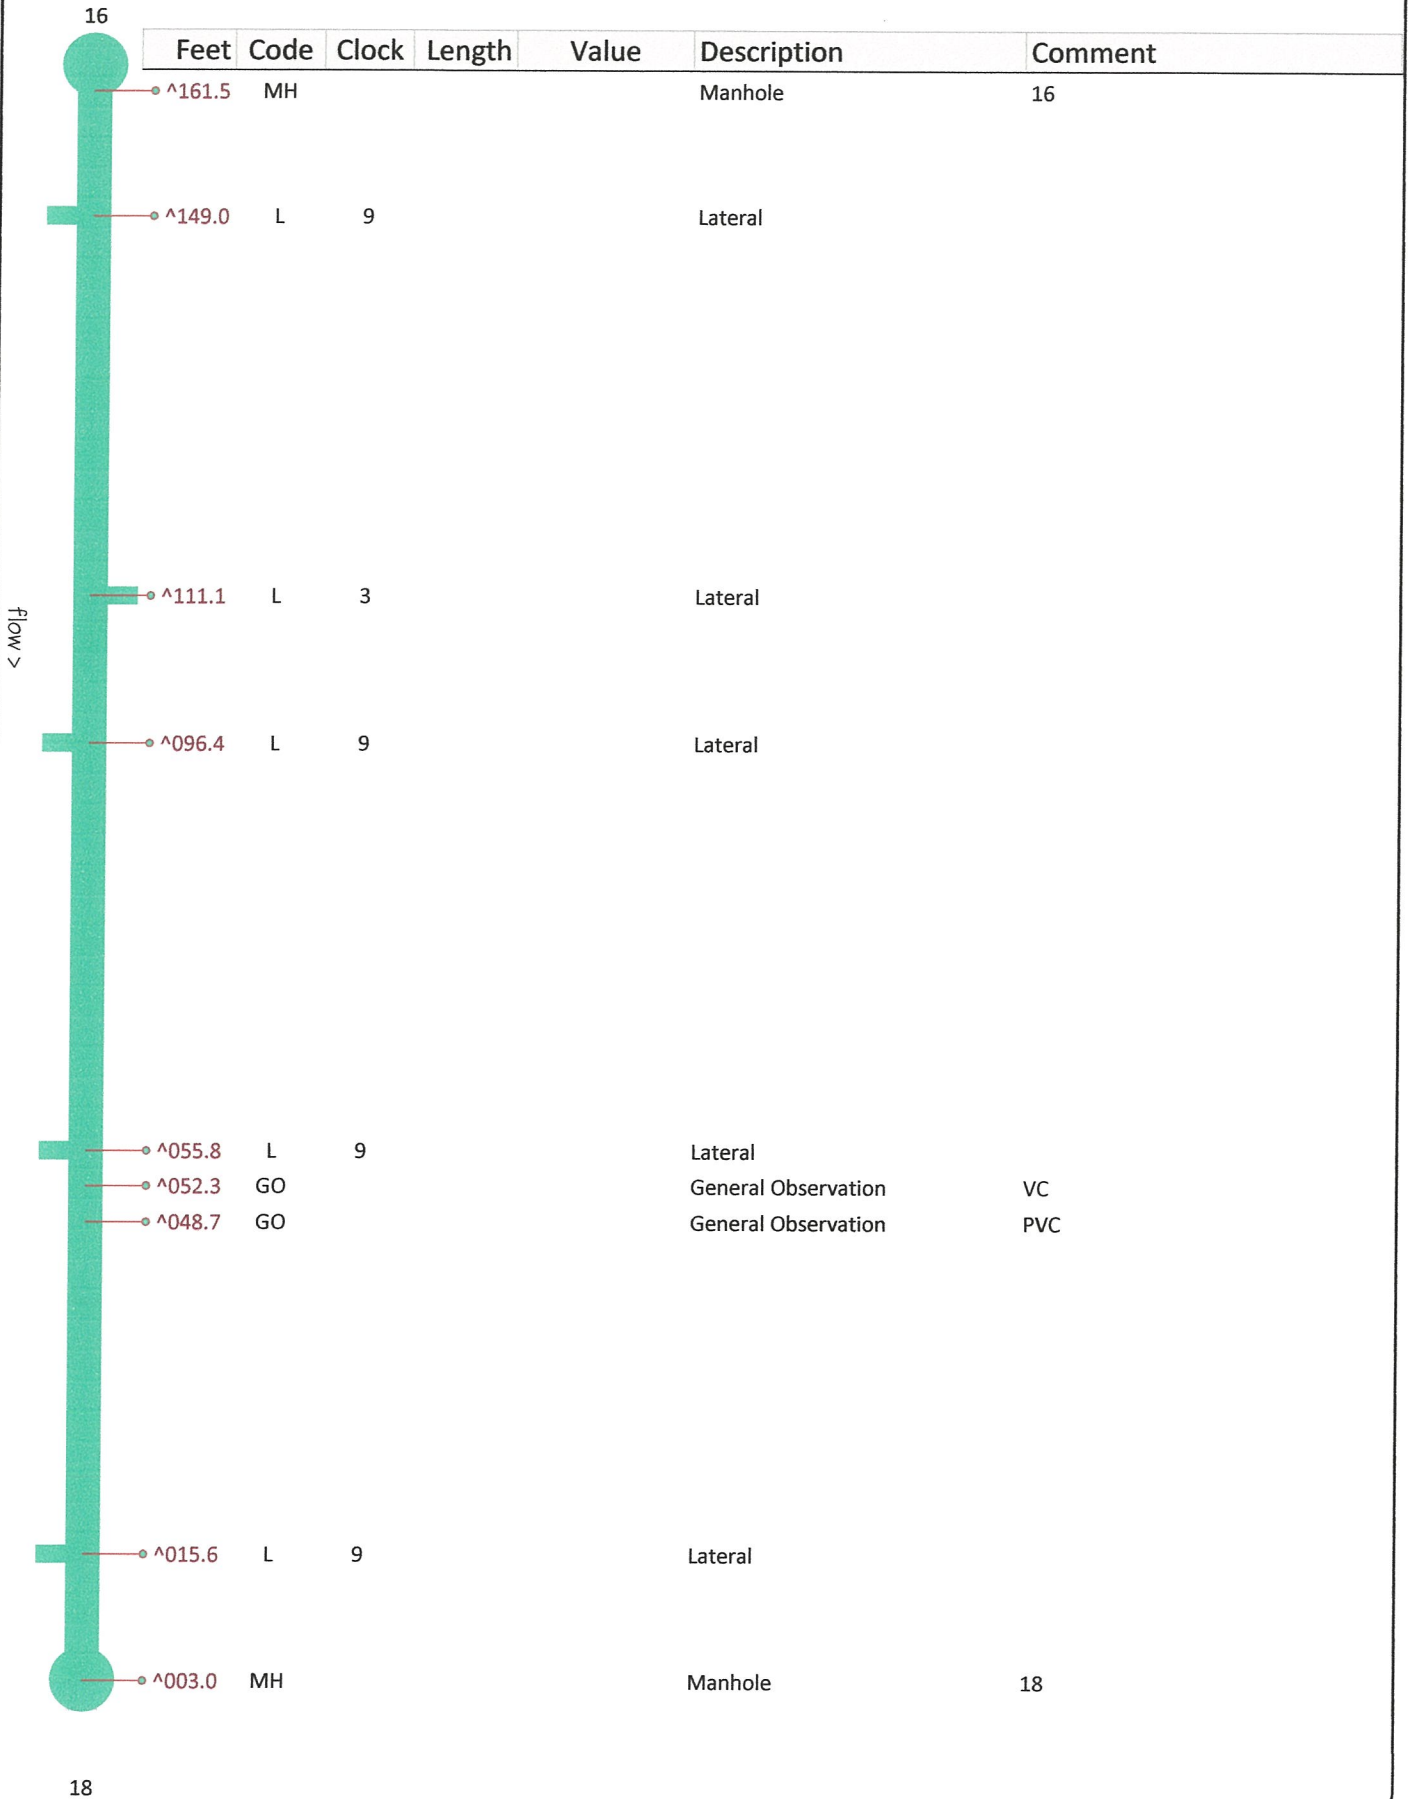 16
Feet Code Clock Length Value Description Comment
^161.5 MH Manhole 16
^149.0 L 9 Lateral
^111.1 L 3 Lateral
flow >
^096.4 L 9 Lateral
^055.8 L 9 Lateral
^052.3 GO General Observation VC
^048.7 GO General Observation PVC
^015.6 L 9 Lateral
^003.0 MH Manhole 18
18